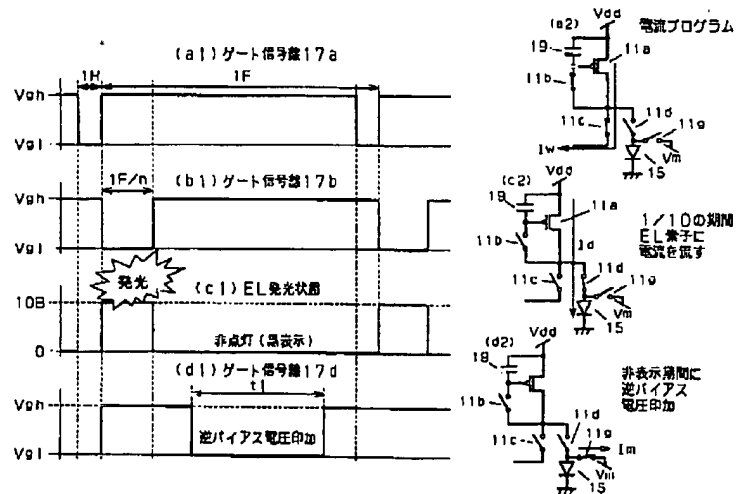 (a1)ゲート信号線17a
1H
1F
Vgh
Vgl
1F/n
(b1)ゲート信号線17b
Vgh
Vgl
発光
(c1)EL発光状態
10B
0
非点灯(黒表示)
(d1)ゲート信号線17d
t1
Vgh
Vgl
逆バイアス電圧印加
(a2)
Vdd
電流プログラム
19
11a
11b
11c
11d
11g
Iw
Vm
15
(c2)
Vdd
19
11a
11b
Id
11c
11d
11g
Vm
15
1/10の期間
EL素子に
電流を流す
(d2)
Vdd
19
11b
11c
11d
11g
Im
Vm
15
非表示期間に
逆バイアス
電圧印加